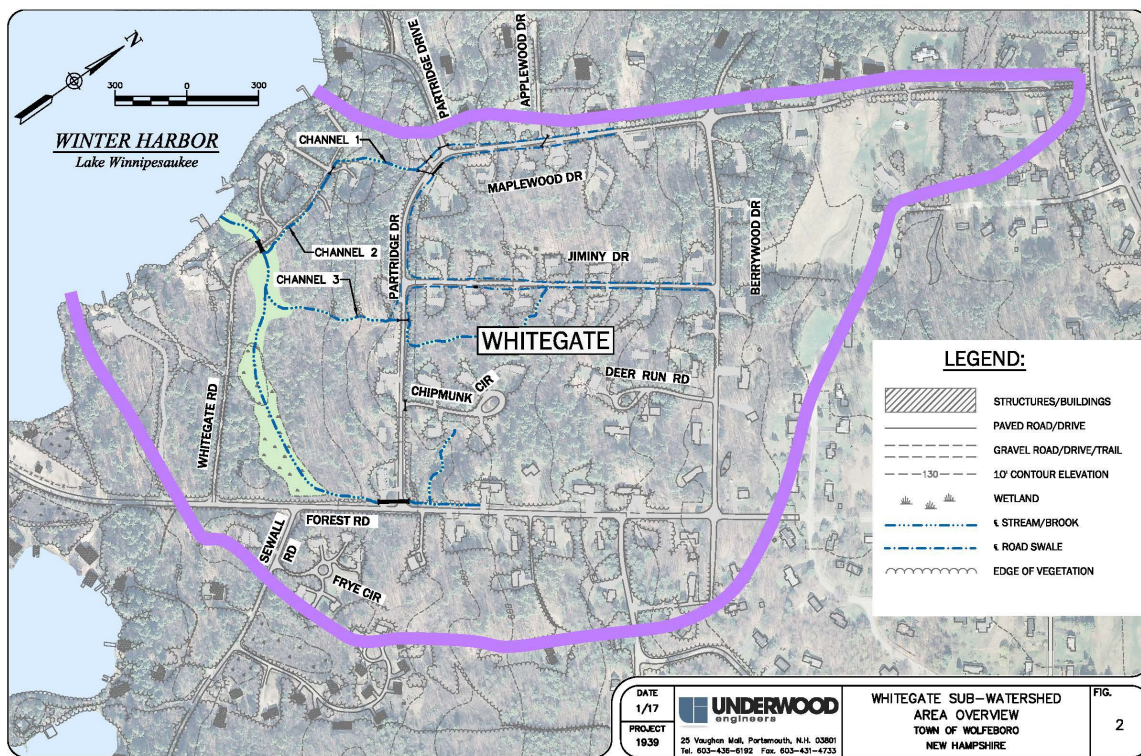 N
300 0 300
WINTER HARBOR
Lake Winnipesaukee
PARTRIDGE DRIVE
APPLEWOOD DR
CHANNEL 1
MAPLEWOOD DR
CHANNEL 2
PARTRIDGE DR
JIMINY DR
BERRYWOOD DR
CHANNEL 3
WHITEGATE
WHITEGATE RD
CHIPMUNK CIR
DEER RUN RD
SEWALL
RD
FOREST RD
FRYE CIR
LEGEND:
STRUCTURES/BUILDINGS
PAVED ROAD/DRIVE
GRAVEL ROAD/DRIVE/TRAIL
130
10' CONTOUR ELEVATION
WETLAND
℄ STREAM/BROOK
℄ ROAD SWALE
EDGE OF VEGETATION
DATE
1/17
PROJECT
1939
UNDERWOOD
engineers
25 Vaughan Mall, Portsmouth, N.H. 03801
Tel. 603-436-6192 Fax. 603-431-4733
WHITEGATE SUB-WATERSHED
AREA OVERVIEW
TOWN OF WOLFEBORO
NEW HAMPSHIRE
FIG.
2